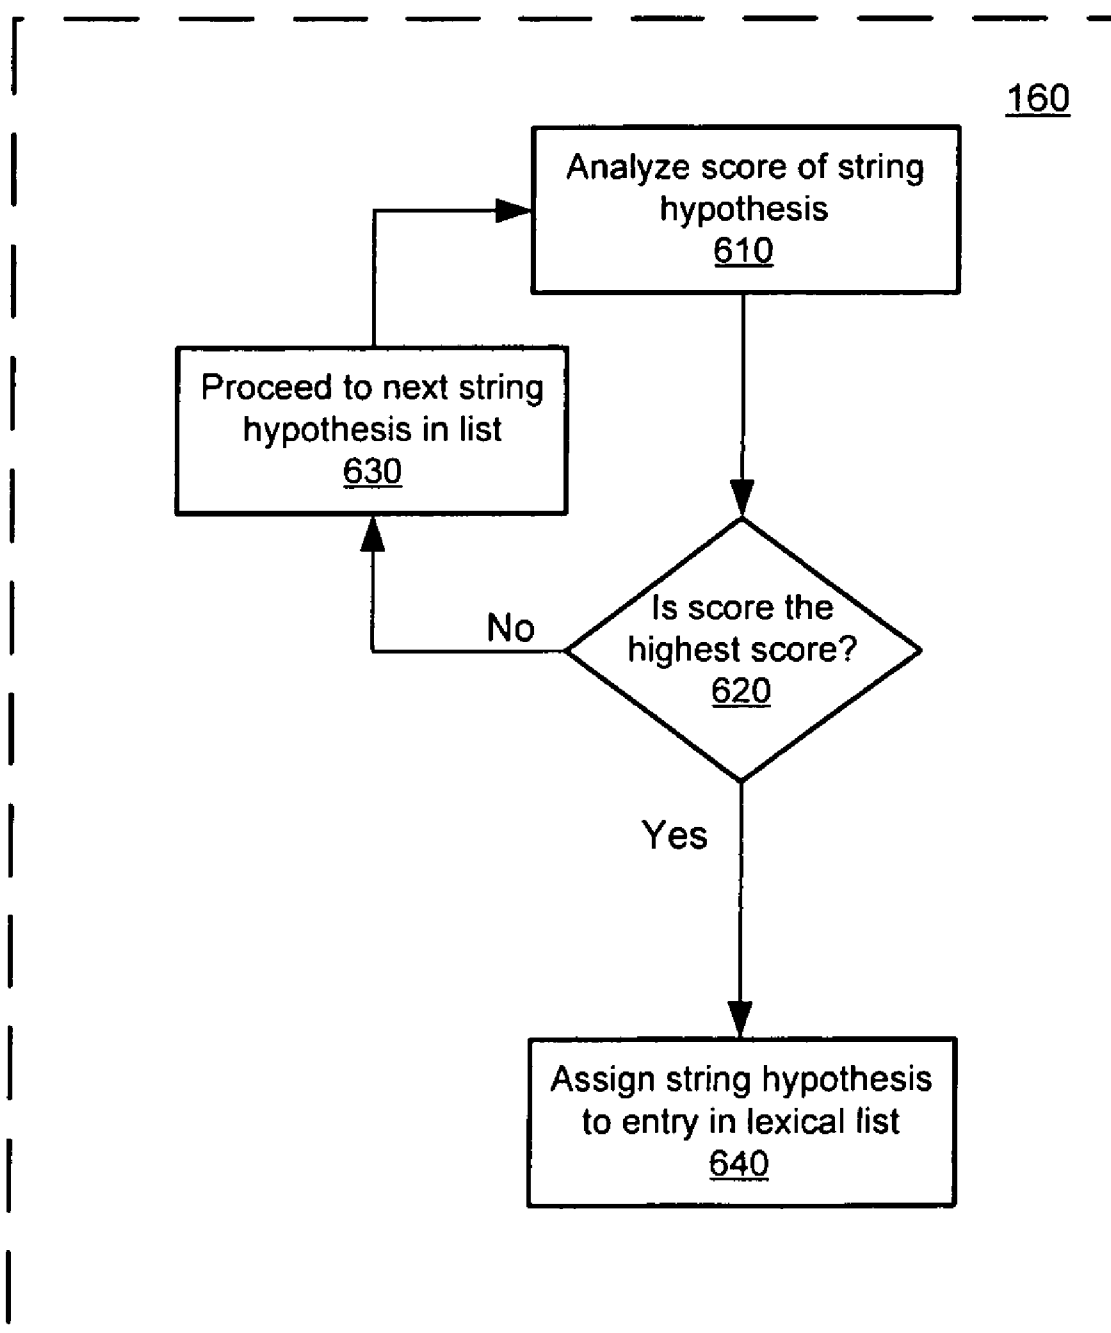 160
Analyze score of string
hypothesis
610
Proceed to next string
hypothesis in list
630
Is score the
highest score?
620
No
Yes
Assign string hypothesis
to entry in lexical list
640